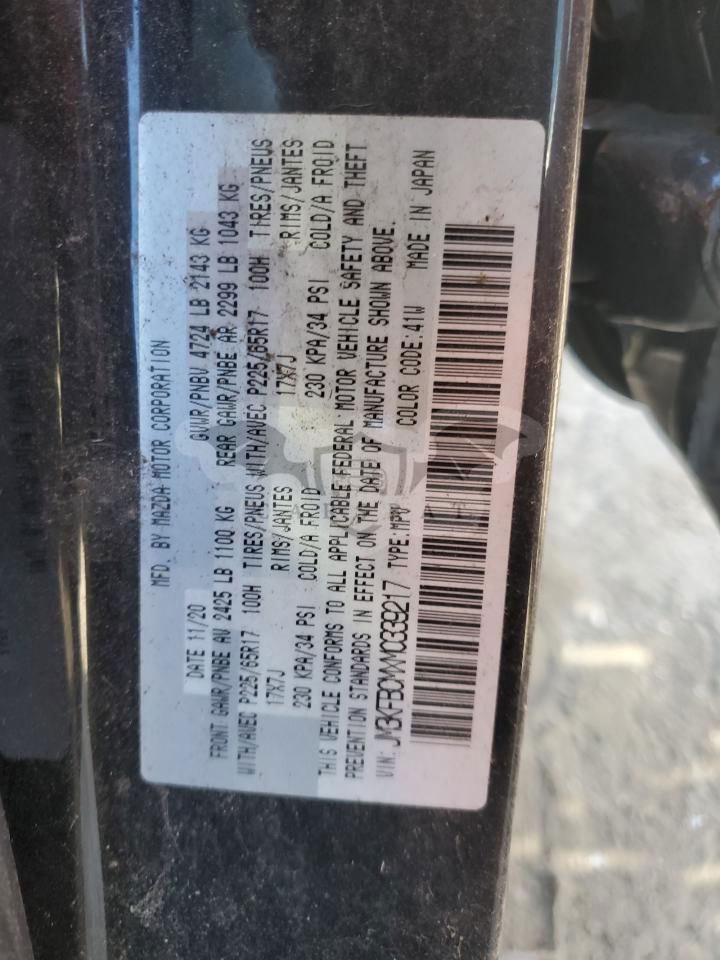 MFD. BY MAZDA MOTOR CORPORATION
DATE 11/20 GVWR/PNBV 4724 LB 2143 KG
FRONT GAWR/PNBE AV 2425 LB 1100 KG REAR GAWR/PNBE AR 2299 LB 1043 KG
WITH/AVEC P225/65R17 100H TIRES/PNEUS WITH/AVEC P225/65R17 100H TIRES/PNEUS
17X7J RIMS/JANTES 17X7J RIMS/JANTES
230 KPA/34 PSI COLD/A FROID 230 KPA/34 PSI COLD/A FROID
THIS VEHICLE CONFORMS TO ALL APPLICABLE FEDERAL MOTOR VEHICLE SAFETY AND THEFT
PREVENTION STANDARDS IN EFFECT ON THE DATE OF MANUFACTURE SHOWN ABOVE.
VIN: JM3KFBCMXM0339217 TYPE:MPV COLOR CODE:41W MADE IN JAPAN